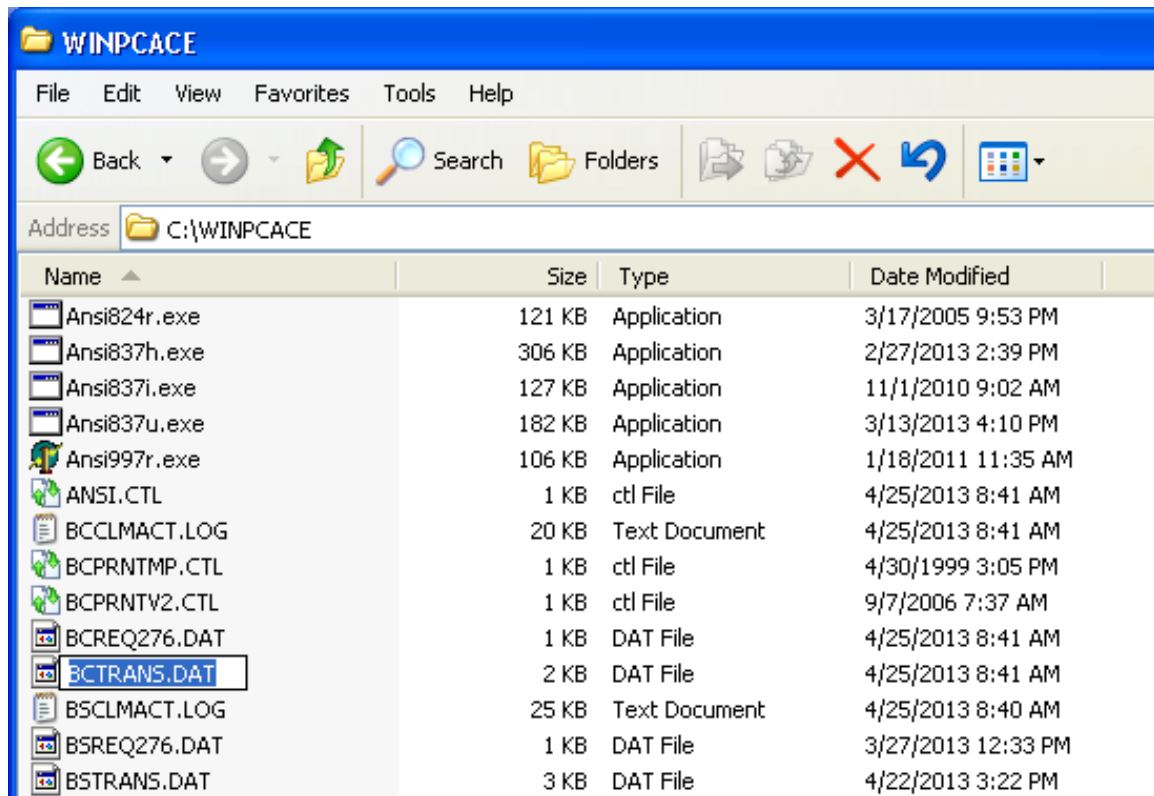 WINPCACE
File Edit View Favorites Tools Help
Back Search Folders
Address C:\WINPCACE
Name Size Type Date Modified
Ansi824r.exe 121 KB Application 3/17/2005 9:53 PM
Ansi837h.exe 306 KB Application 2/27/2013 2:39 PM
Ansi837i.exe 127 KB Application 11/1/2010 9:02 AM
Ansi837u.exe 182 KB Application 3/13/2013 4:10 PM
Ansi997r.exe 106 KB Application 1/18/2011 11:35 AM
ANSI.CTL 1 KB ctl File 4/25/2013 8:41 AM
BCCLMACT.LOG 20 KB Text Document 4/25/2013 8:41 AM
BCPRNTMP.CTL 1 KB ctl File 4/30/1999 3:05 PM
BCPRNTV2.CTL 1 KB ctl File 9/7/2006 7:37 AM
BCREQ276.DAT 1 KB DAT File 4/25/2013 8:41 AM
BCTRANS.DAT 2 KB DAT File 4/25/2013 8:41 AM
BSCLMACT.LOG 25 KB Text Document 4/25/2013 8:40 AM
BSREQ276.DAT 1 KB DAT File 3/27/2013 12:33 PM
BSTRANS.DAT 3 KB DAT File 4/22/2013 3:22 PM